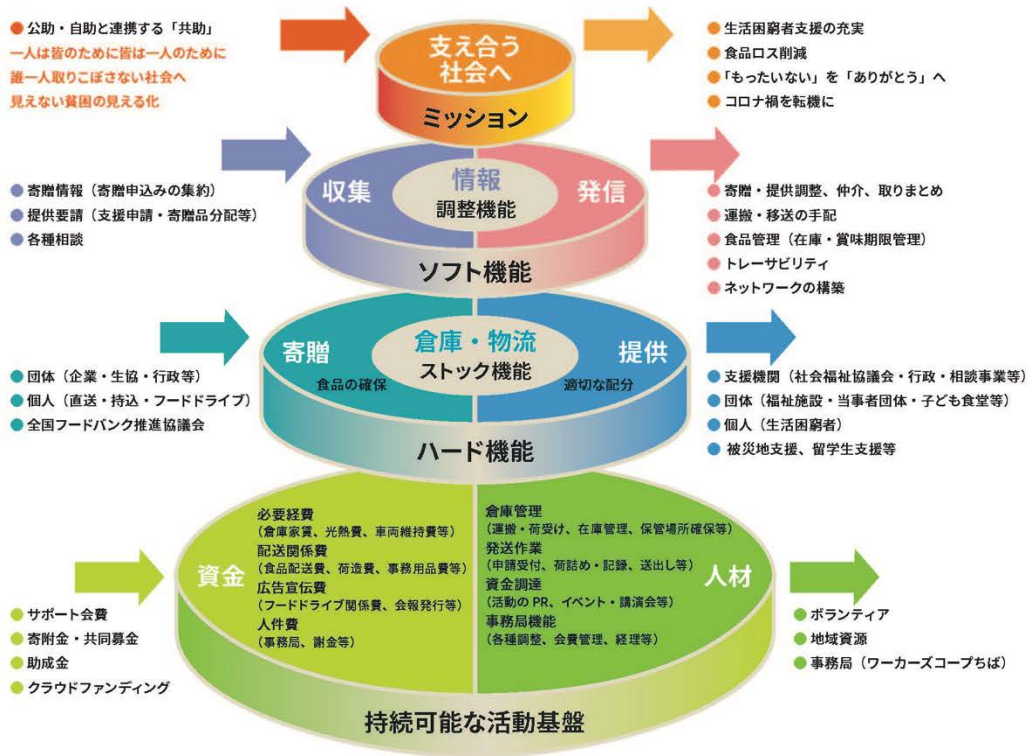 ● 公助・自助と連携する「共助」
一人は皆のために皆は一人のために
誰一人取りこぼさない社会へ
見えない貧困の見える化
支え合う
社会へ
ミッション
● 生活困窮者支援の充実
● 食品ロス削減
● 「もったいない」を「ありがとう」へ
● コロナ禍を転機に
● 寄贈情報（寄贈申込みの集約）
● 提供要請（支援申請・寄贈品分配等）
● 各種相談
収集
情報
調整機能
発信
ソフト機能
● 寄贈・提供調整、仲介、取りまとめ
● 運搬・移送の手配
● 食品管理（在庫・賞味期限管理）
● トレーサビリティ
● ネットワークの構築
● 団体（企業・生協・行政等）
● 個人（直送・持込・フードドライブ）
● 全国フードバンク推進協議会
寄贈
食品の確保
倉庫・物流
ストック機能
提供
適切な配分
ハード機能
● 支援機関（社会福祉協議会・行政・相談事業等）
● 団体（福祉施設・当事者団体・子ども食堂等）
● 個人（生活困窮者）
● 被災地支援、留学生支援等
● サポート会費
● 寄附金・共同募金
● 助成金
● クラウドファンディング
資金
必要経費
（倉庫家賃、光熱費、車両維持費等）
配送関係費
（食品配送費、荷造費、事務用品費等）
広告宣伝費
（フードドライブ関係費、会報発行等）
人件費
（事務局、謝金等）
倉庫管理
（運搬・荷受け、在庫管理、保管場所確保等）
発送作業
（申請受付、荷詰め・記録、送出し等）
資金調達
（活動の PR、イベント・講演会等）
事務局機能
（各種調整、会費管理、経理等）
人材
持続可能な活動基盤
● ボランティア
● 地域資源
● 事務局（ワーカーズコープちば）